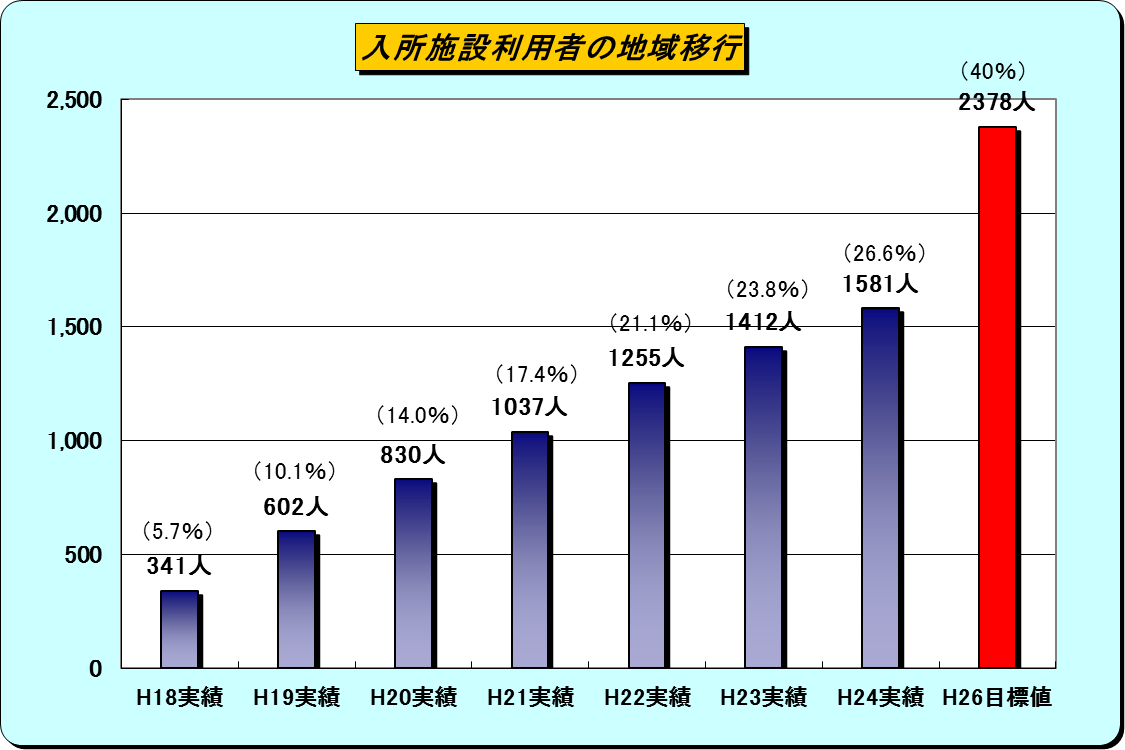 入所施設利用者の地域移行
（40%）
2378人
2,500
2,000
（26.6%）
1581人
（23.8%）
1412人
1,500
（21.1%）
1255人
（17.4%）
1037人
1,000
（14.0%）
830人
（10.1%）
602人
500
（5.7%）
341人
0
H18実績 H19実績 H20実績 H21実績 H22実績 H23実績 H24実績 H26目標値